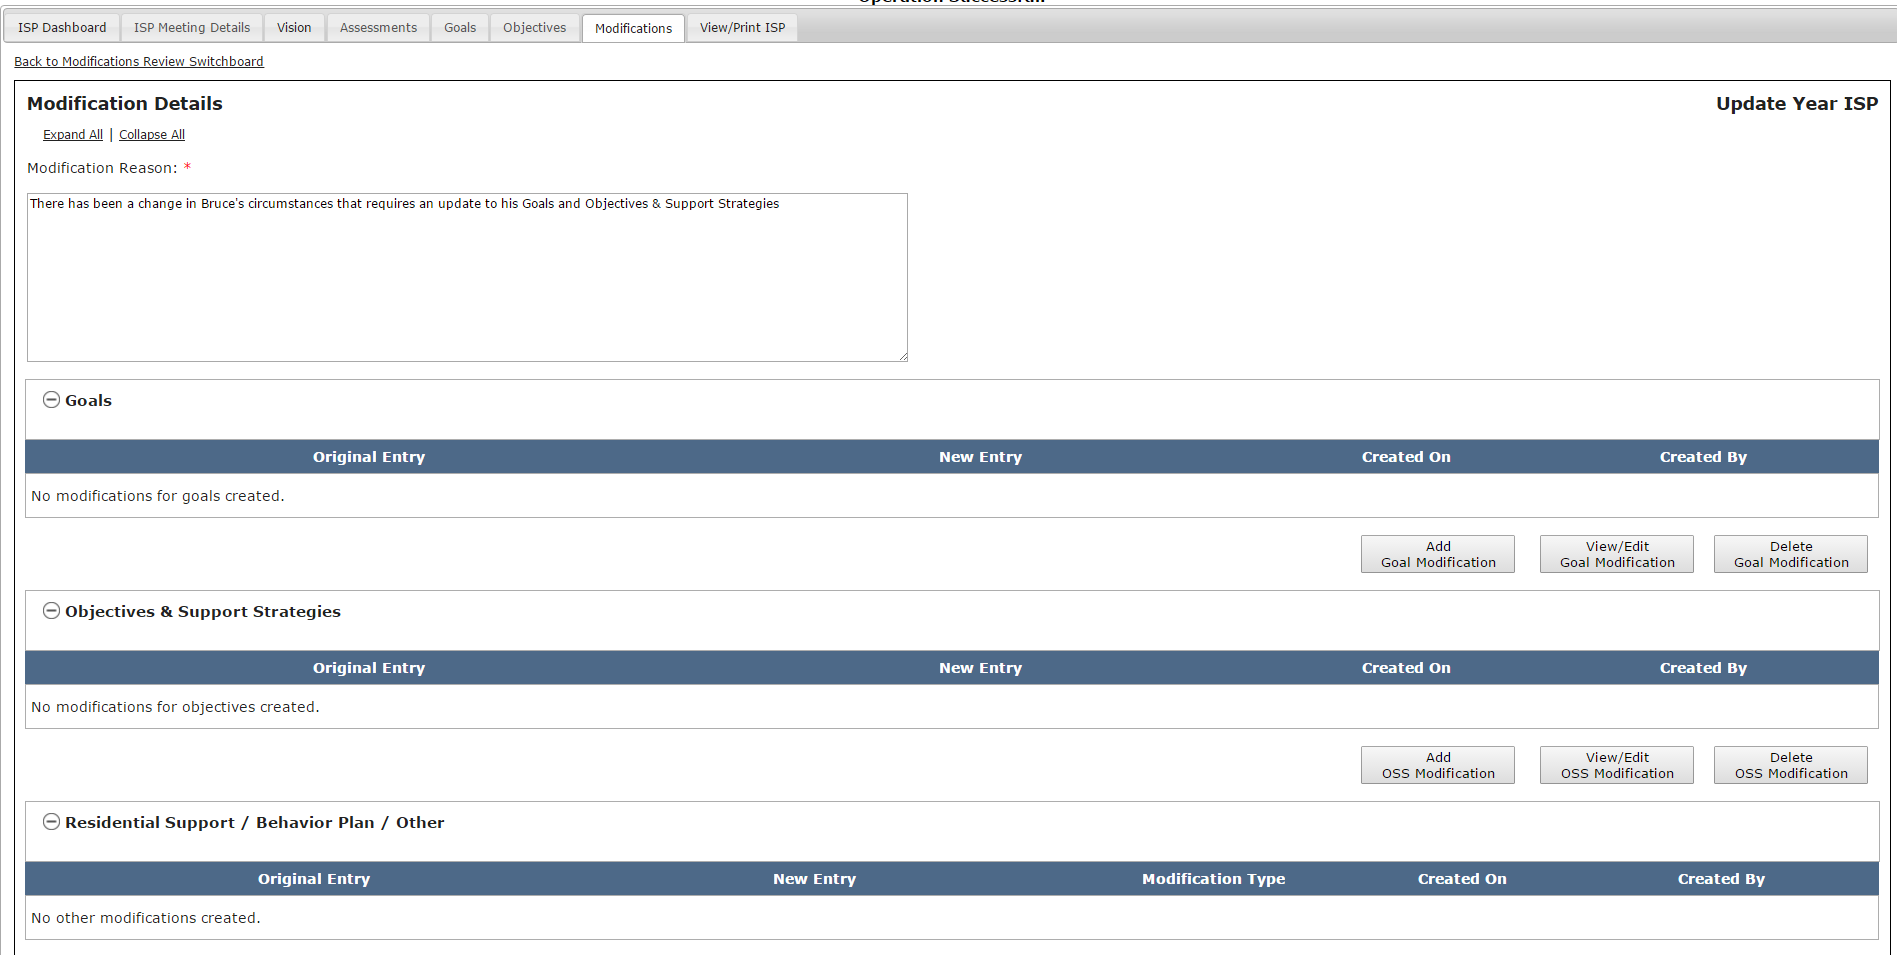 ISP Dashboard ISP Meeting Details Vision Assessments Goals Objectives Modifications View/Print ISP
Back to Modifications Review Switchboard
Modification Details Update Year ISP
Expand All | Collapse All
Modification Reason: *
There has been a change in Bruce's circumstances that requires an update to his Goals and Objectives & Support Strategies
Goals
Original Entry New Entry Created On Created By
No modifications for goals created.
Add Goal Modification View/Edit Goal Modification Delete Goal Modification
Objectives & Support Strategies
Original Entry New Entry Created On Created By
No modifications for objectives created.
Add OSS Modification View/Edit OSS Modification Delete OSS Modification
Residential Support / Behavior Plan / Other
Original Entry New Entry Modification Type Created On Created By
No other modifications created.